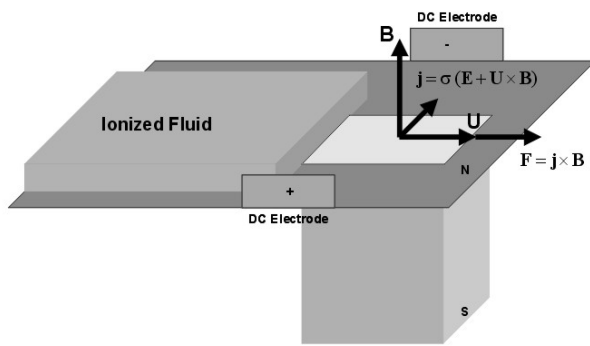 DC Electrode
-
B
j = σ (E + U × B)
U
Ionized Fluid
F = j × B
N
+
DC Electrode
S